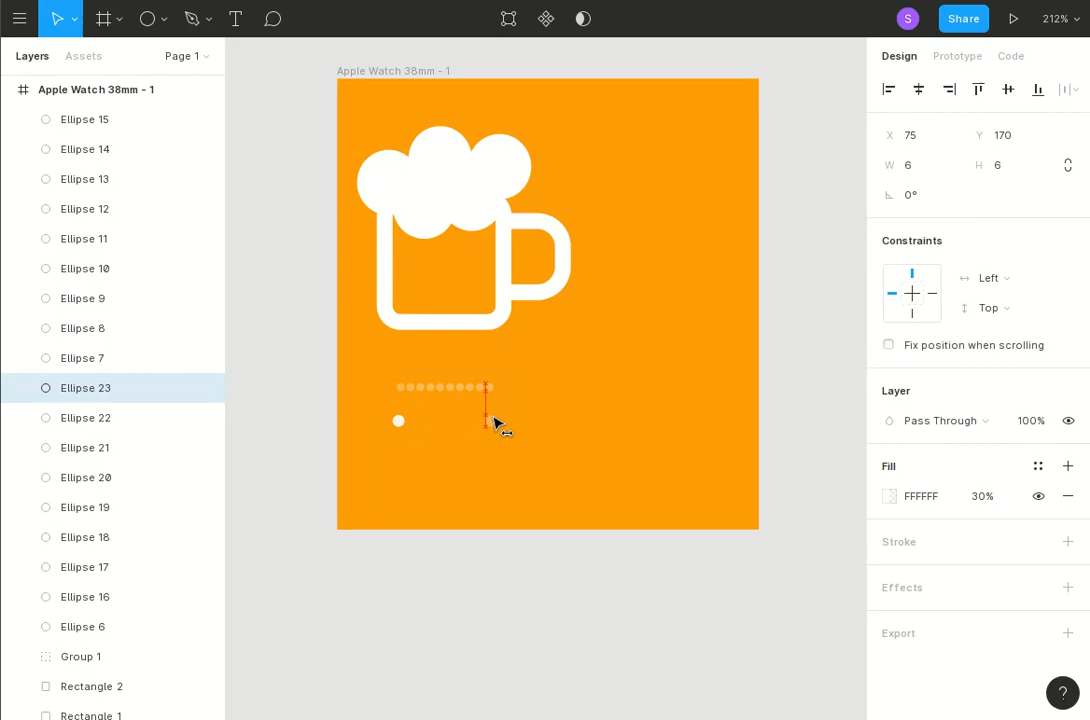 S
Share
212%
Layers
Assets
Page 1
Apple Watch 38mm - 1
Ellipse 15
Ellipse 14
Ellipse 13
Ellipse 12
Ellipse 11
Ellipse 10
Ellipse 9
Ellipse 8
Ellipse 7
Ellipse 23
Ellipse 22
Ellipse 21
Ellipse 20
Ellipse 19
Ellipse 18
Ellipse 17
Ellipse 16
Ellipse 6
Group 1
Rectangle 2
Rectangle 1
Apple Watch 38mm - 1
Design
Prototype
Code
X 75
Y 170
W 6
H 6
0°
Constraints
Left
Top
Fix position when scrolling
Layer
Pass Through
100%
Fill
FFFFFF
30%
Stroke
Effects
Export
?